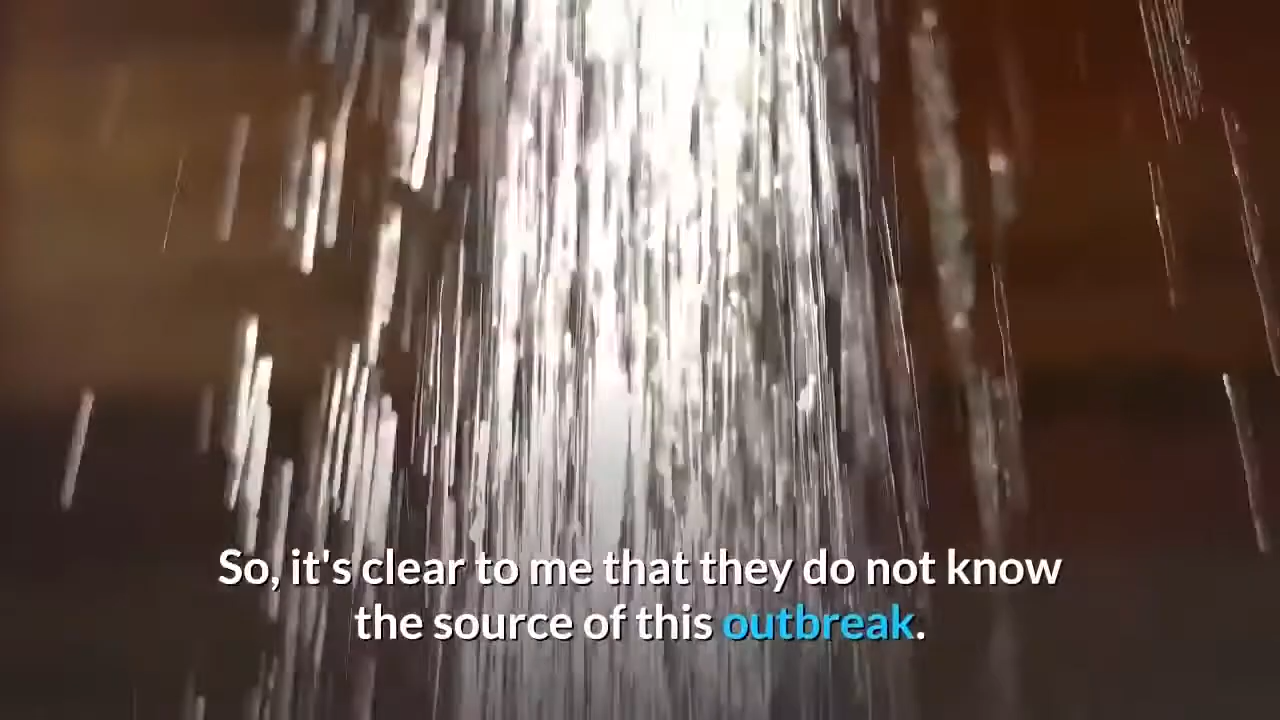 So, it's clear to me that they do not know
the source of this outbreak.